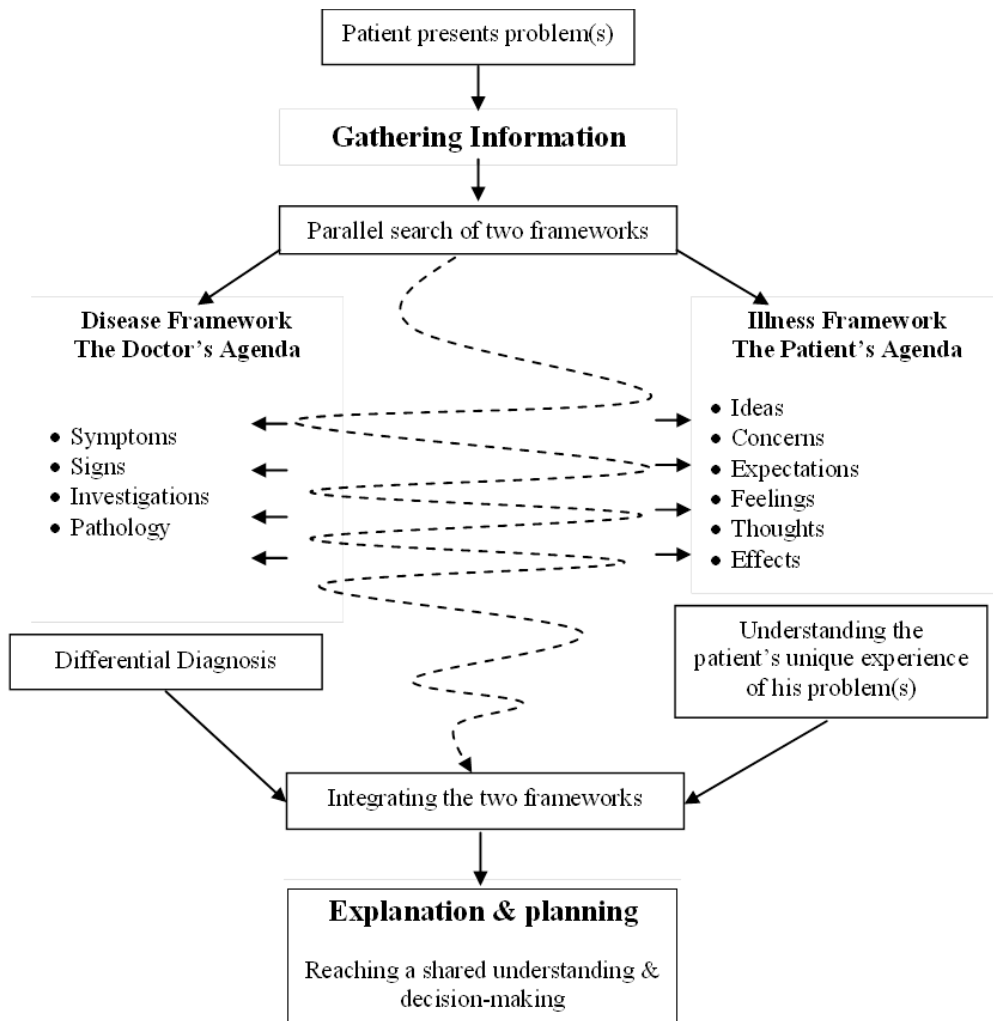 Patient presents problem(s)
Gathering Information
Parallel search of two frameworks
Disease Framework
The Doctor's Agenda
• Symptoms
• Signs
• Investigations
• Pathology
Illness Framework
The Patient's Agenda
• Ideas
• Concerns
• Expectations
• Feelings
• Thoughts
• Effects
Differential Diagnosis
Understanding the
patient's unique experience
of his problem(s)
Integrating the two frameworks
Explanation & planning
Reaching a shared understanding &
decision-making